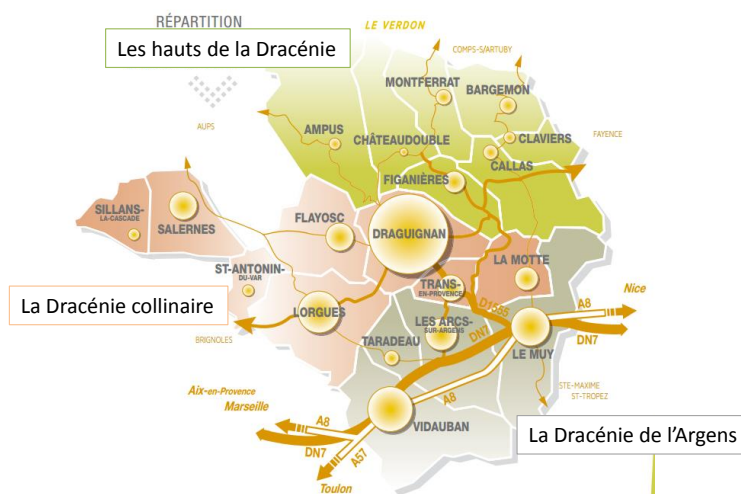 RÉPARTITION
LE VERDON
Les hauts de la Dracénie
COMPS-S/ARTUBY
MONTFERRAT
BARGEMON
AUPS
AMPUS
CHÂTEAUDOUBLE
CLAVIERS
FAYENCE
CALLAS
FIGANIÈRES
SILLANS-
LA-CASCADE
SALERNES
FLAYOSC
DRAGUIGNAN
ST-ANTONIN-
DU-VAR
LA MOTTE
TRANS-
EN-PROVENCE
Nice
La Dracénie collinaire
LORGUES
D1555
A8
LES ARCS-
SUR-ARGENS
DN7
DN7
BRIGNOLES
TARADEAU
LE MUY
Aix-en-Provence
Marseille
STE-MAXIME
ST-TROPEZ
A8
A8
DN7
VIDAUBAN
La Dracénie de l'Argens
A57
Toulon